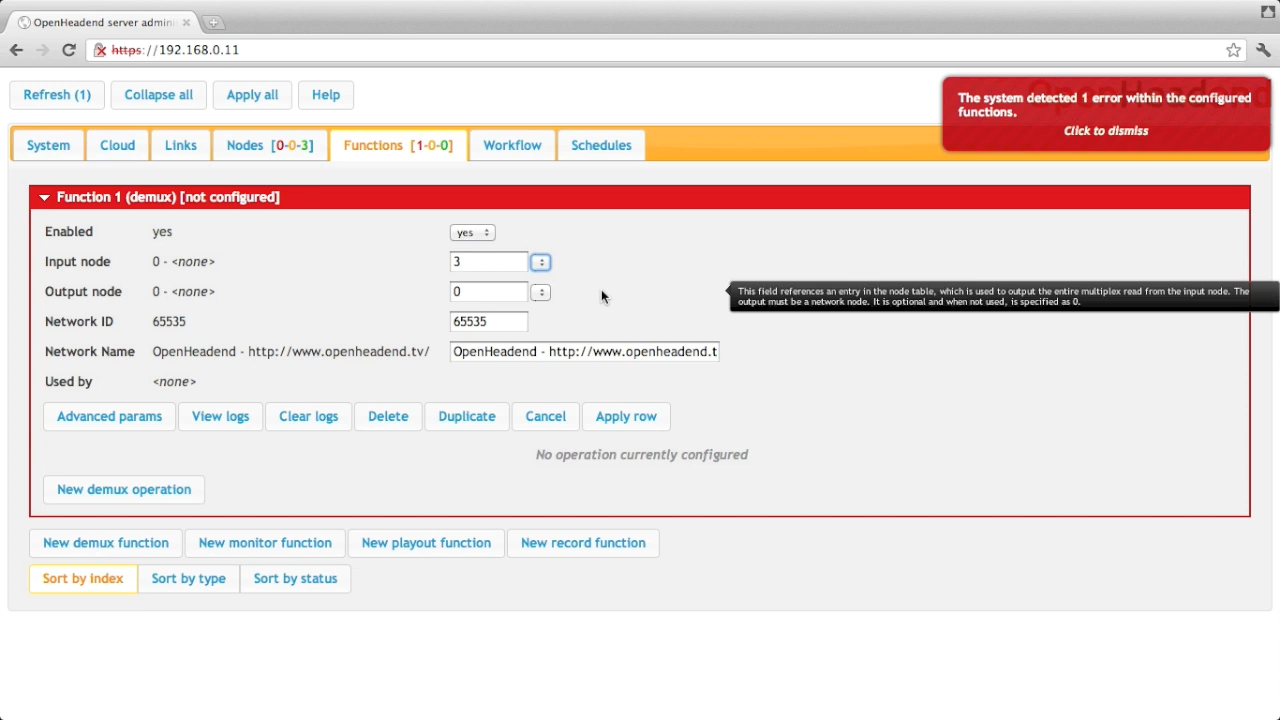 OpenHeadend server admin
https://192.168.0.11
Refresh (1) Collapse all Apply all Help
The system detected 1 error within the configured
functions.
Click to dismiss
System Cloud Links Nodes [0-0-3] Functions [1-0-0] Workflow Schedules
Function 1 (demux) [not configured]
Enabled yes yes
Input node 0 - <none> 3
Output node 0 - <none> 0
This field references an entry in the node table, which is used to output the entire multiplex read from the input node. The
output must be a network node. It is optional and when not used, is specified as 0.
Network ID 65535 65535
Network Name OpenHeadend - http://www.openheadend.tv/ OpenHeadend - http://www.openheadend.t
Used by <none>
Advanced params View logs Clear logs Delete Duplicate Cancel Apply row
No operation currently configured
New demux operation
New demux function New monitor function New playout function New record function
Sort by index Sort by type Sort by status